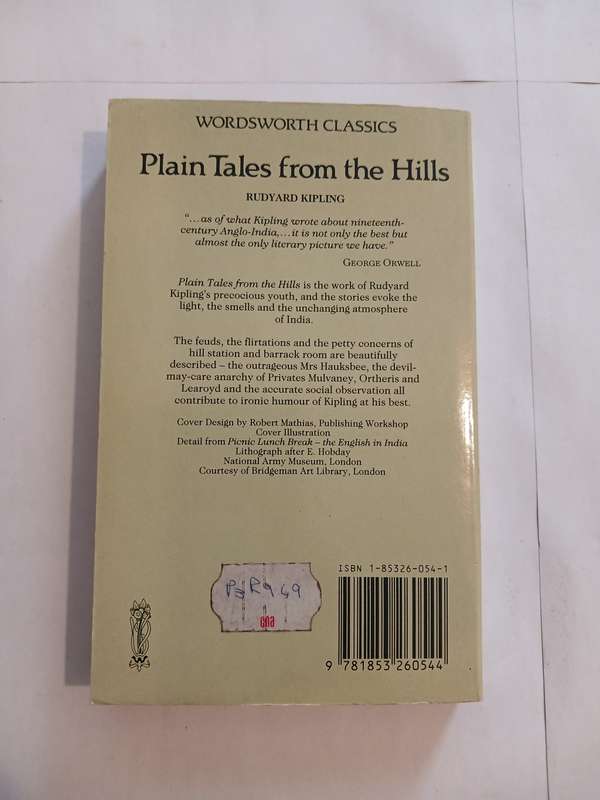 WORDSWORTH CLASSICS
Plain Tales from the Hills
RUDYARD KIPLING
"...as of what Kipling wrote about nineteenth-
century Anglo-India,...it is not only the best but
almost the only literary picture we have."
GEORGE ORWELL
Plain Tales from the Hills is the work of Rudyard
Kipling's precocious youth, and the stories evoke the
light, the smells and the unchanging atmosphere
of India.
The feuds, the flirtations and the petty concerns of
hill station and barrack room are beautifully
described – the outrageous Mrs Hauksbee, the devil-
may-care anarchy of Privates Mulvaney, Ortheris and
Learoyd and the accurate social observation all
contribute to ironic humour of Kipling at his best.
Cover Design by Robert Mathias, Publishing Workshop
Cover Illustration
Detail from Picnic Lunch Break – the English in India
Lithograph after E. Hobday
National Army Museum, London
Courtesy of Bridgeman Art Library, London
ISBN 1-85326-054-1
cna
W
9 781853 260544